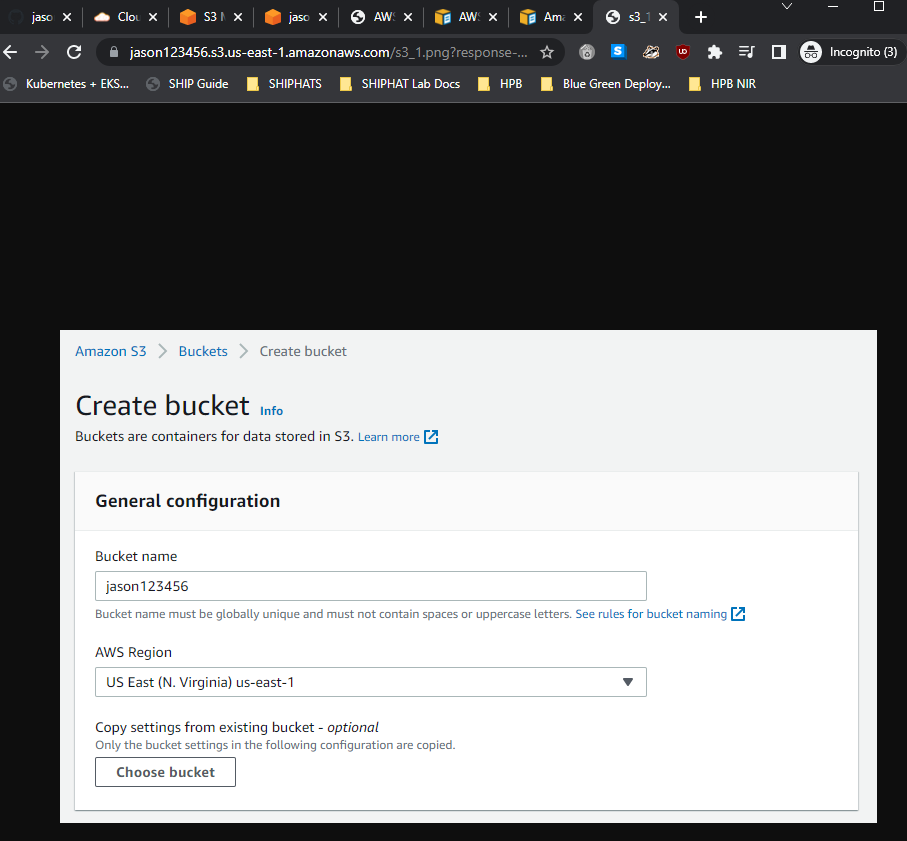 jaso Clou S3 M jaso AWS AWS Ama s3_1
jason123456.s3.us-east-1.amazonaws.com/s3_1.png?response-... Incognito (3)
Kubernetes + EKS... SHIP Guide SHIPHATS SHIPHAT Lab Docs HPB Blue Green Deploy... HPB NIR
Amazon S3 > Buckets > Create bucket
Create bucket Info
Buckets are containers for data stored in S3. Learn more
General configuration
Bucket name
jason123456
Bucket name must be globally unique and must not contain spaces or uppercase letters. See rules for bucket naming
AWS Region
US East (N. Virginia) us-east-1
Copy settings from existing bucket - optional
Only the bucket settings in the following configuration are copied.
Choose bucket